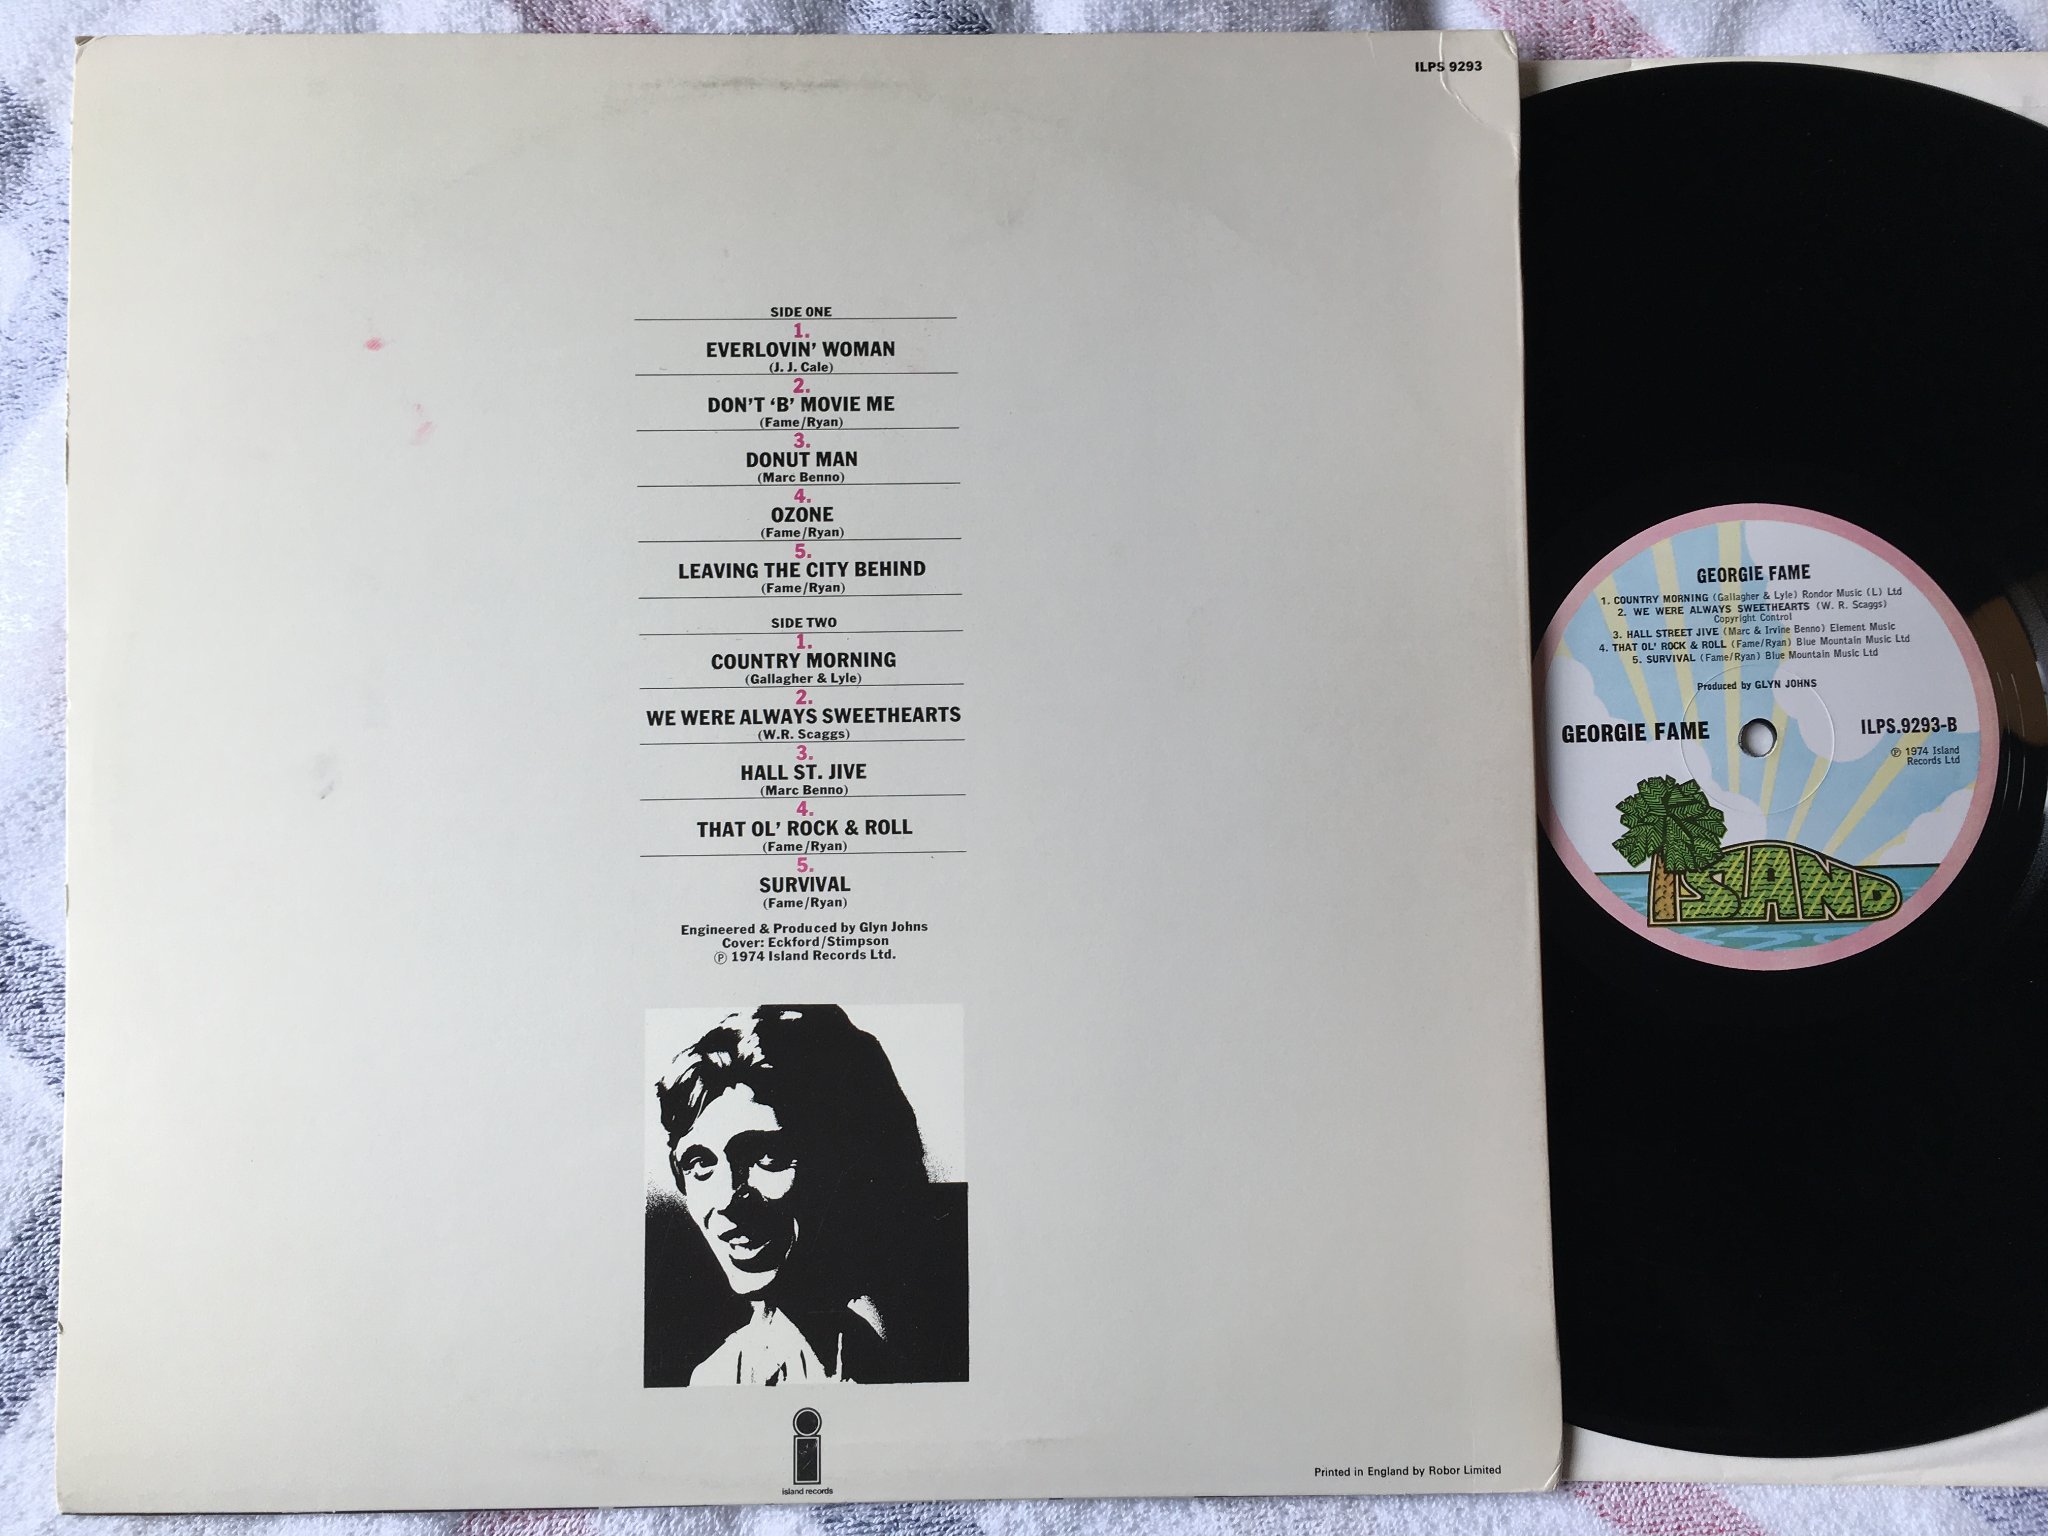 ILPS 9293
SIDE ONE
1.
EVERLOVIN' WOMAN
(J. J. Cale)
2.
DON'T ‘B’ MOVIE ME
(Fame/Ryan)
3.
DONUT MAN
(Marc Benno)
4.
OZONE
(Fame/Ryan)
5.
LEAVING THE CITY BEHIND
(Fame/Ryan)
SIDE TWO
1.
COUNTRY MORNING
(Gallagher & Lyle)
2.
WE WERE ALWAYS SWEETHEARTS
(W.R. Scaggs)
3.
HALL ST. JIVE
(Marc Benno)
4.
THAT OL' ROCK & ROLL
(Fame/Ryan)
5.
SURVIVAL
(Fame/Ryan)
Engineered & Produced by Glyn Johns
Cover: Eckford/Stimpson
℗ 1974 Island Records Ltd.
island records
Printed in England by Robor Limited
GEORGIE FAME
1. COUNTRY MORNING (Gallagher & Lyle) Rondor Music (L) Ltd
2. WE WERE ALWAYS SWEETHEARTS (W. R. Scaggs)
Copyright Control
3. HALL STREET JIVE (Marc & Irvine Benno) Element Music
4. THAT OL' ROCK & ROLL (Fame/Ryan) Blue Mountain Music Ltd
5. SURVIVAL (Fame/Ryan) Blue Mountain Music Ltd
Produced by GLYN JOHNS
GEORGIE FAME
ILPS.9293-B
℗ 1974 Island
Records Ltd
ISLAND